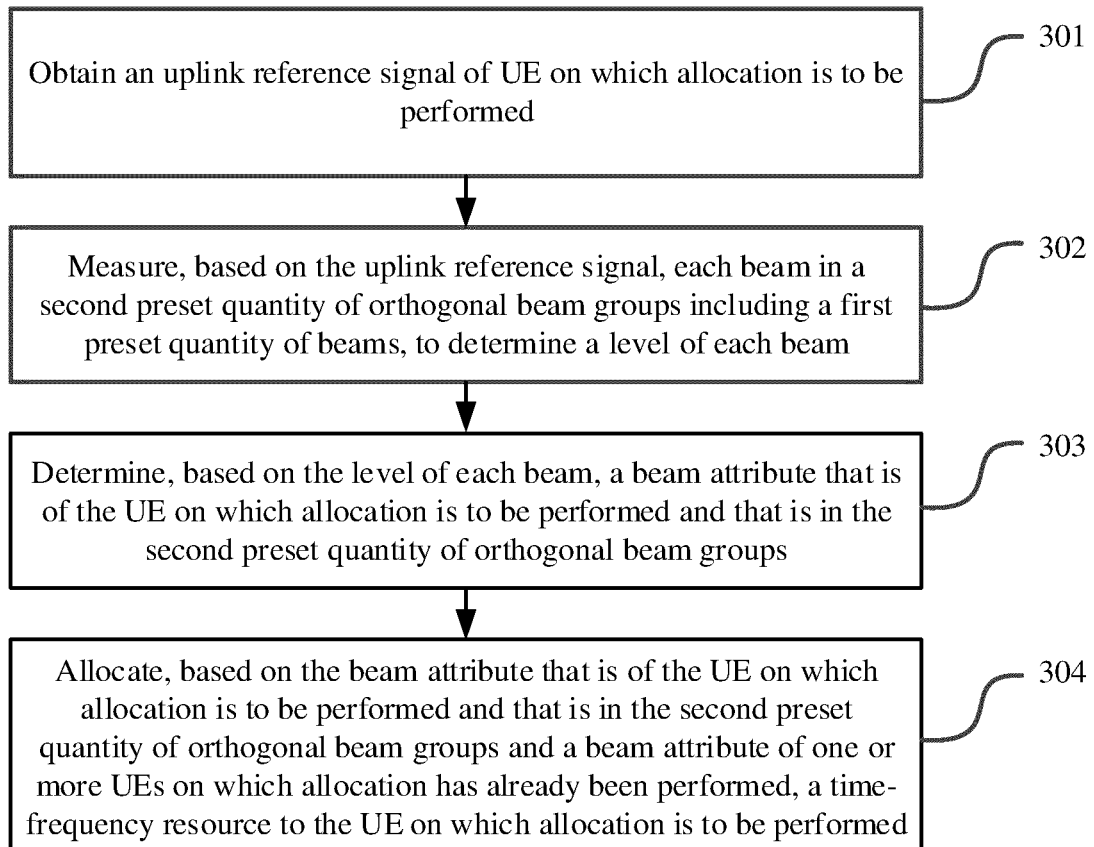 Obtain an uplink reference signal of UE on which allocation is to be
performed
301
Measure, based on the uplink reference signal, each beam in a
second preset quantity of orthogonal beam groups including a first
preset quantity of beams, to determine a level of each beam
302
Determine, based on the level of each beam, a beam attribute that is
of the UE on which allocation is to be performed and that is in the
second preset quantity of orthogonal beam groups
303
Allocate, based on the beam attribute that is of the UE on which
allocation is to be performed and that is in the second preset
quantity of orthogonal beam groups and a beam attribute of one or
more UEs on which allocation has already been performed, a time-
frequency resource to the UE on which allocation is to be performed
304